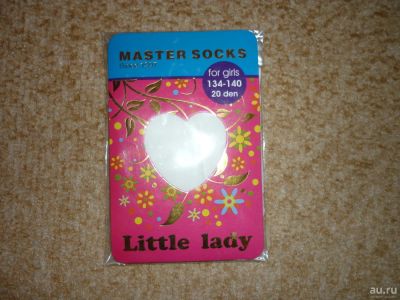 MASTER SOCKS
for girls
134-140
20 den
Little lady
au.ru